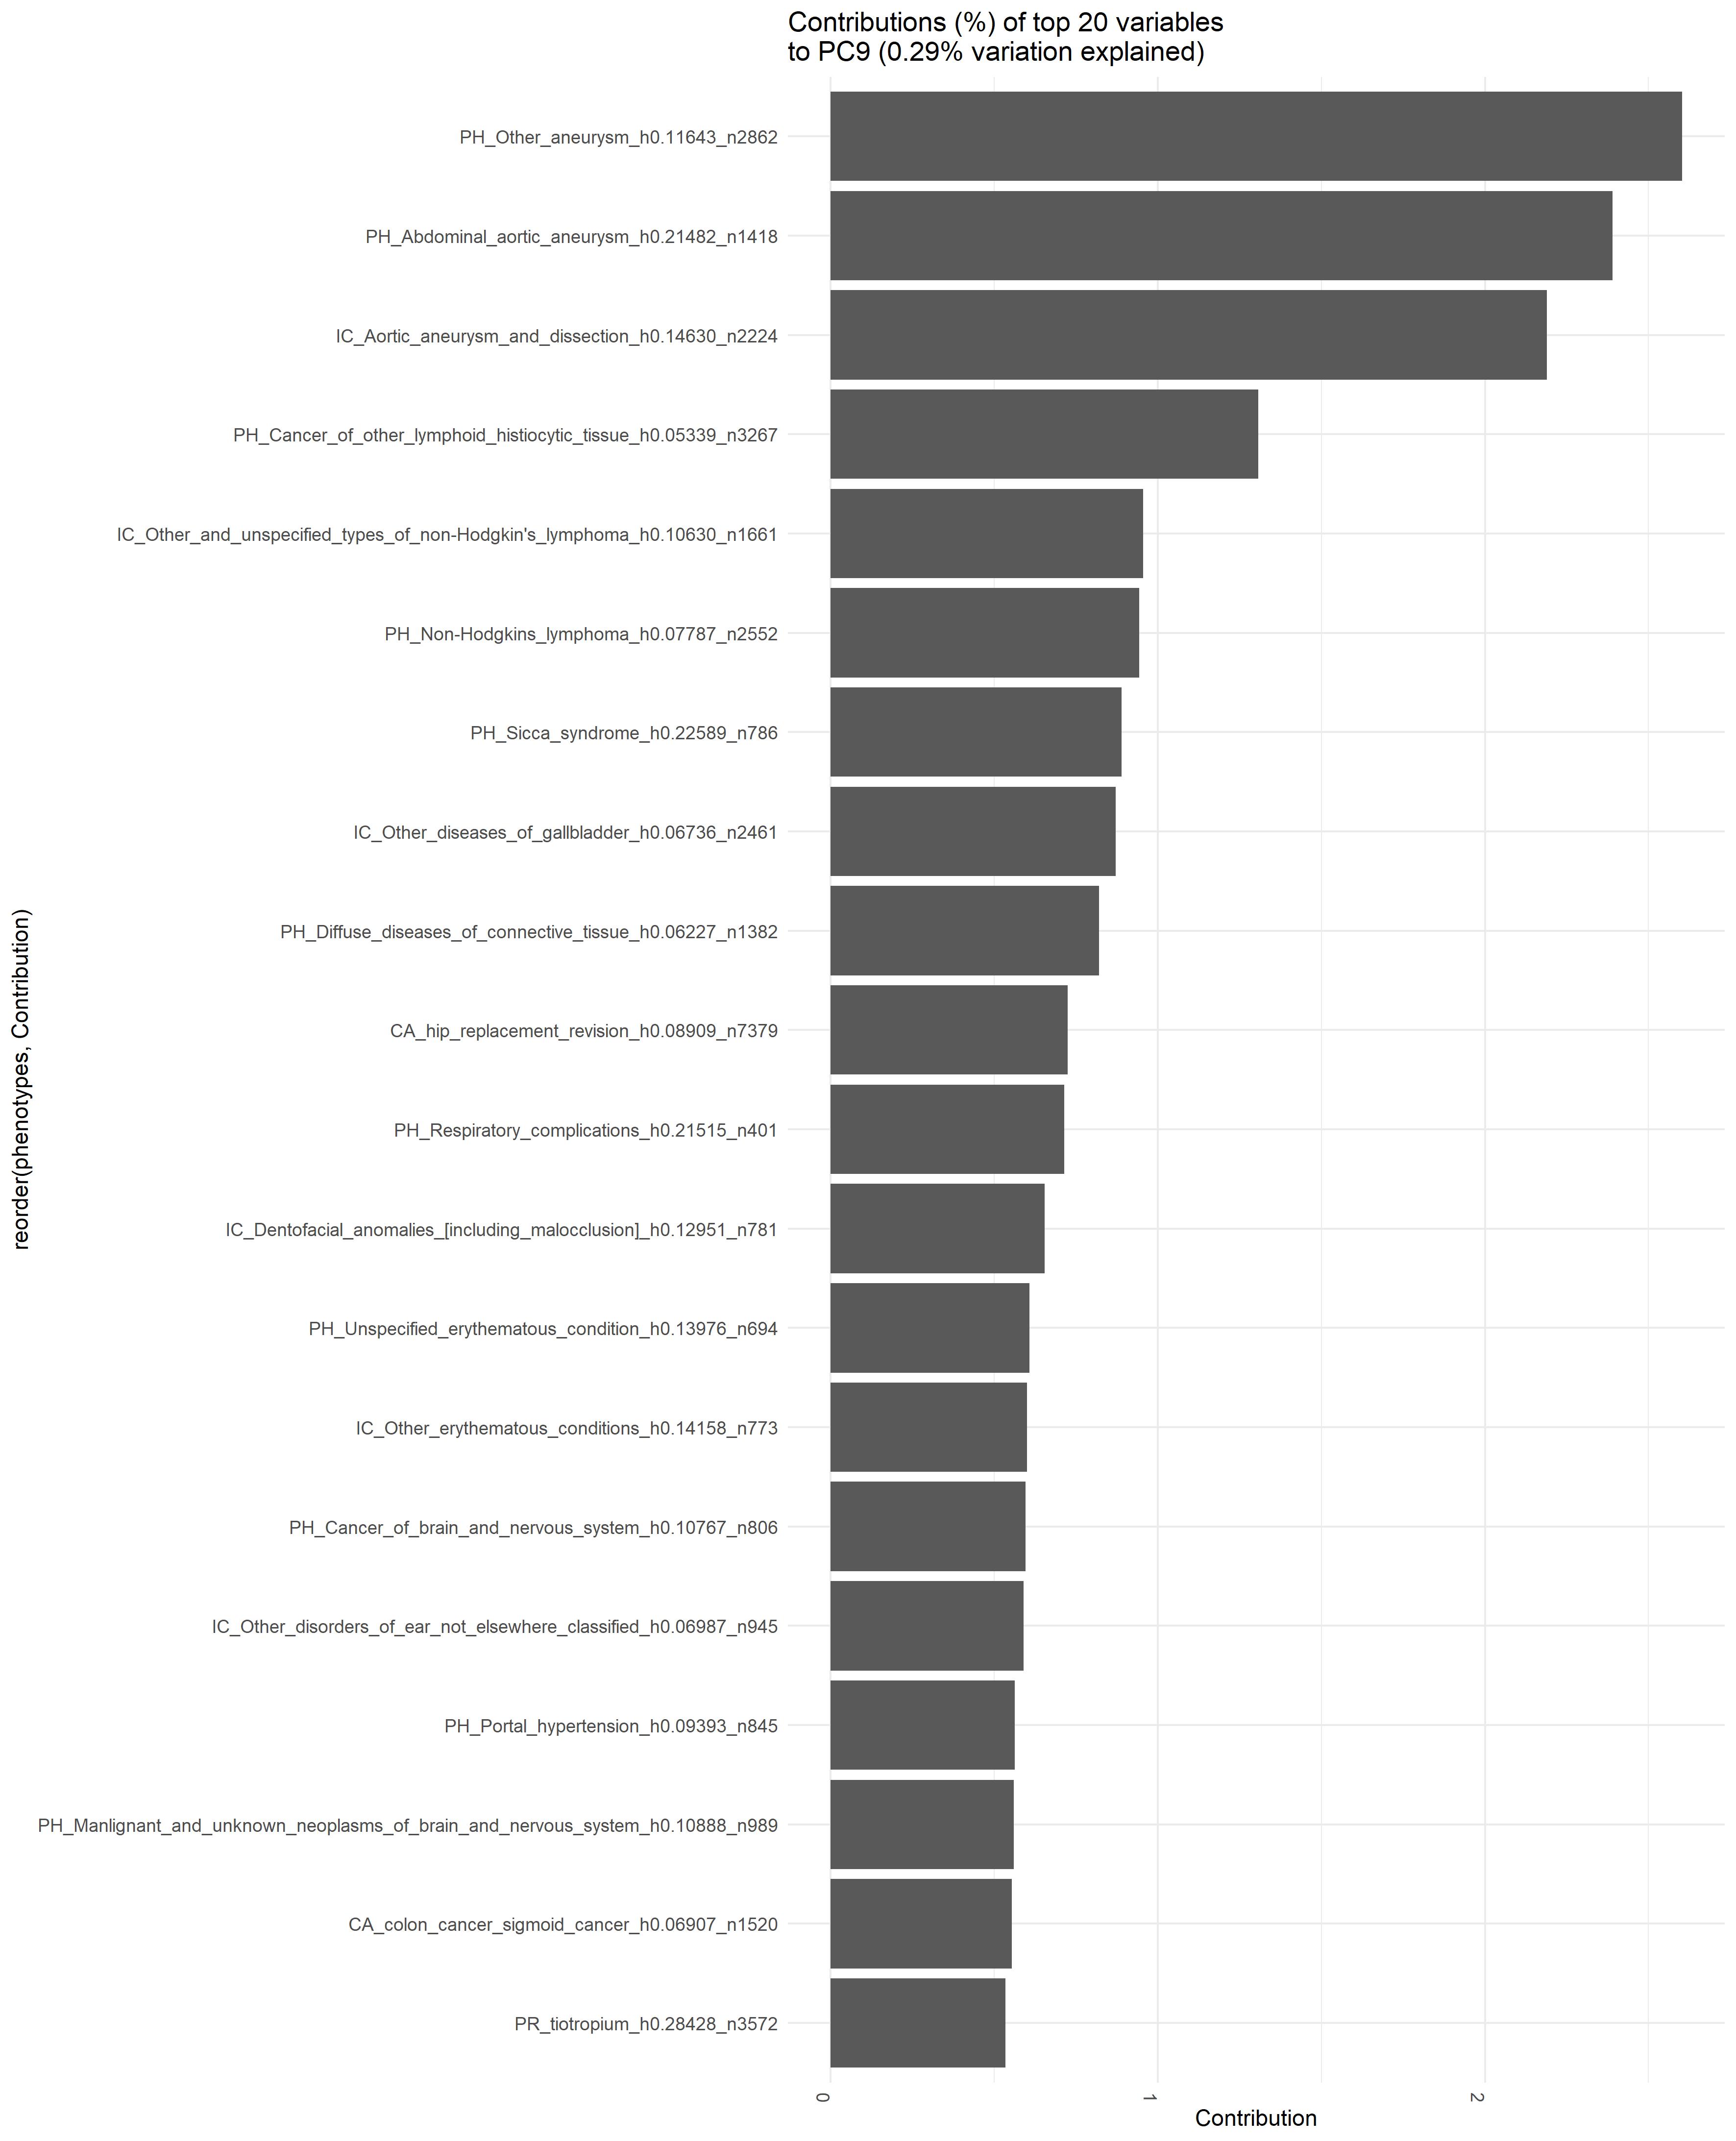 Contributions (%) of top 20 variables
to PC9 (0.29% variation explained)
PH_Other_aneurysm_h0.11643_n2862
PH_Abdominal_aortic_aneurysm_h0.21482_n1418
IC_Aortic_aneurysm_and_dissection_h0.14630_n2224
PH_Cancer_of_other_lymphoid_histiocytic_tissue_h0.05339_n3267
IC_Other_and_unspecified_types_of_non-Hodgkin's_lymphoma_h0.10630_n1661
PH_Non-Hodgkins_lymphoma_h0.07787_n2552
PH_Sicca_syndrome_h0.22589_n786
IC_Other_diseases_of_gallbladder_h0.06736_n2461
PH_Diffuse_diseases_of_connective_tissue_h0.06227_n1382
CA_hip_replacement_revision_h0.08909_n7379
PH_Respiratory_complications_h0.21515_n401
IC_Dentofacial_anomalies_[including_malocclusion]_h0.12951_n781
PH_Unspecified_erythematous_condition_h0.13976_n694
IC_Other_erythematous_conditions_h0.14158_n773
PH_Cancer_of_brain_and_nervous_system_h0.10767_n806
IC_Other_disorders_of_ear_not_elsewhere_classified_h0.06987_n945
PH_Portal_hypertension_h0.09393_n845
PH_Manlignant_and_unknown_neoplasms_of_brain_and_nervous_system_h0.10888_n989
CA_colon_cancer_sigmoid_cancer_h0.06907_n1520
PR_tiotropium_h0.28428_n3572
reorder(phenotypes, Contribution)
0
1
2
Contribution